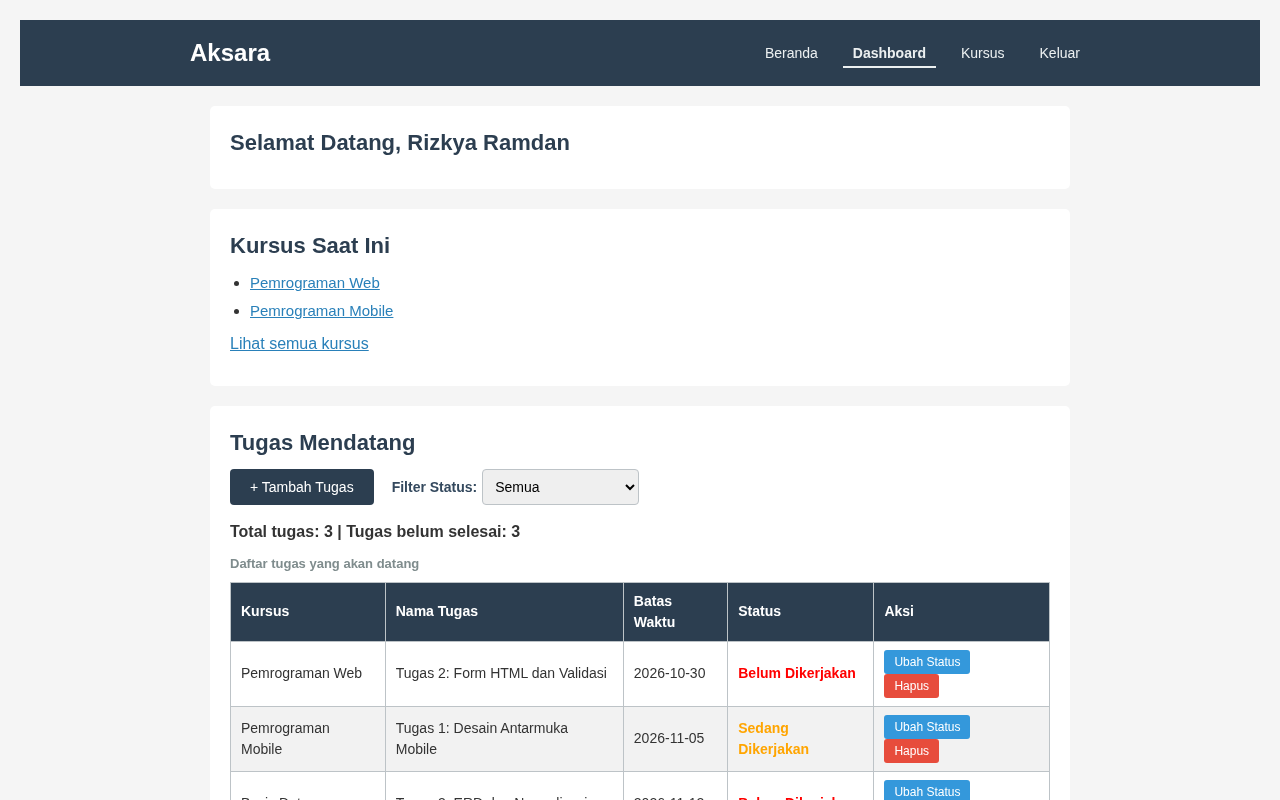 Aksara
Beranda Dashboard Kursus Keluar
Selamat Datang, Rizkya Ramdan
Kursus Saat Ini
Pemrograman Web
Pemrograman Mobile
Lihat semua kursus
Tugas Mendatang
+ Tambah Tugas Filter Status: Semua
Total tugas: 3 | Tugas belum selesai: 3
Daftar tugas yang akan datang
Kursus Nama Tugas Batas Waktu Status Aksi
Pemrograman Web Tugas 2: Form HTML dan Validasi 2026-10-30 Belum Dikerjakan Ubah Status
Hapus
Pemrograman Mobile Tugas 1: Desain Antarmuka Mobile 2026-11-05 Sedang Dikerjakan Ubah Status
Hapus
Ubah Status